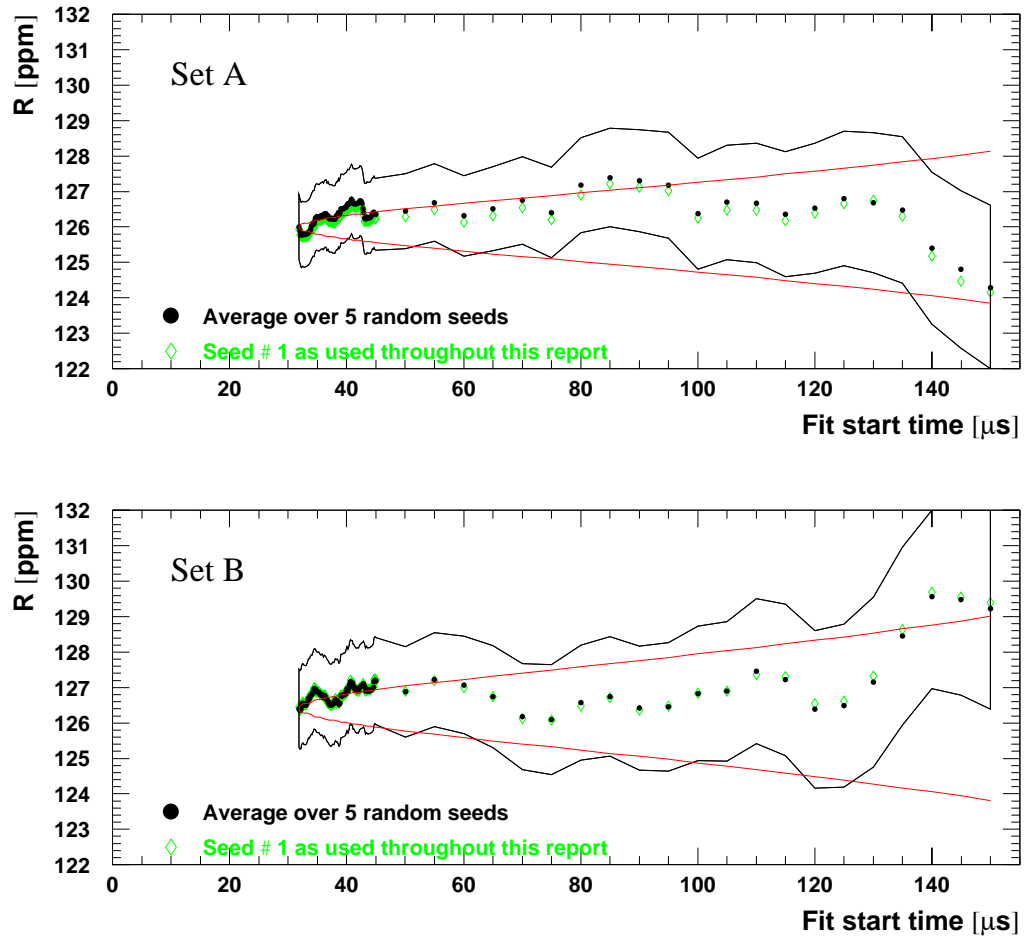 132
131
130
129
128
127
126
125
124
123
122
R [ppm]
Set A
Average over 5 random seeds
Seed # 1 as used throughout this report
0 20 40 60 80 100 120 140
Fit start time [μs]
132
131
130
129
128
127
126
125
124
123
122
R [ppm]
Set B
Average over 5 random seeds
Seed # 1 as used throughout this report
0 20 40 60 80 100 120 140
Fit start time [μs]